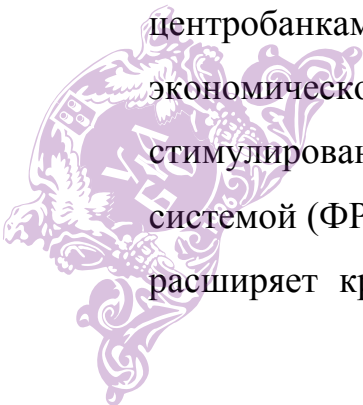 центробанкам
экономическо
стимулирован
системой (ФР
расширяет кр